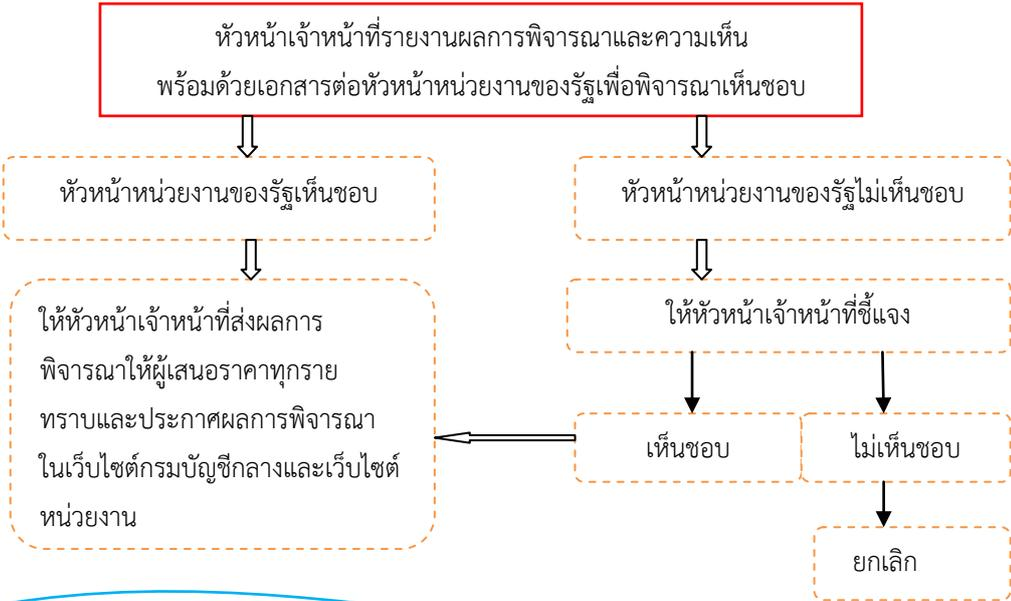 หัวหน้าเจ้าหน้าที่รายงานผลการพิจารณาและความเห็น
พร้อมด้วยเอกสารต่อหัวหน้าหน่วยงานของรัฐเพื่อพิจารณาเห็นชอบ
หัวหน้าหน่วยงานของรัฐเห็นชอบ
หัวหน้าหน่วยงานของรัฐไม่เห็นชอบ
ให้หัวหน้าเจ้าหน้าที่ส่งผลการ
พิจารณาให้ผู้เสนอราคาทุกราย
ทราบและประกาศผลการพิจารณา
ในเว็บไซต์กรมบัญชีกลางและเว็บไซต์
หน่วยงาน
ให้หัวหน้าเจ้าหน้าที่ชี้แจง
เห็นชอบ
ไม่เห็นชอบ
ยกเลิก